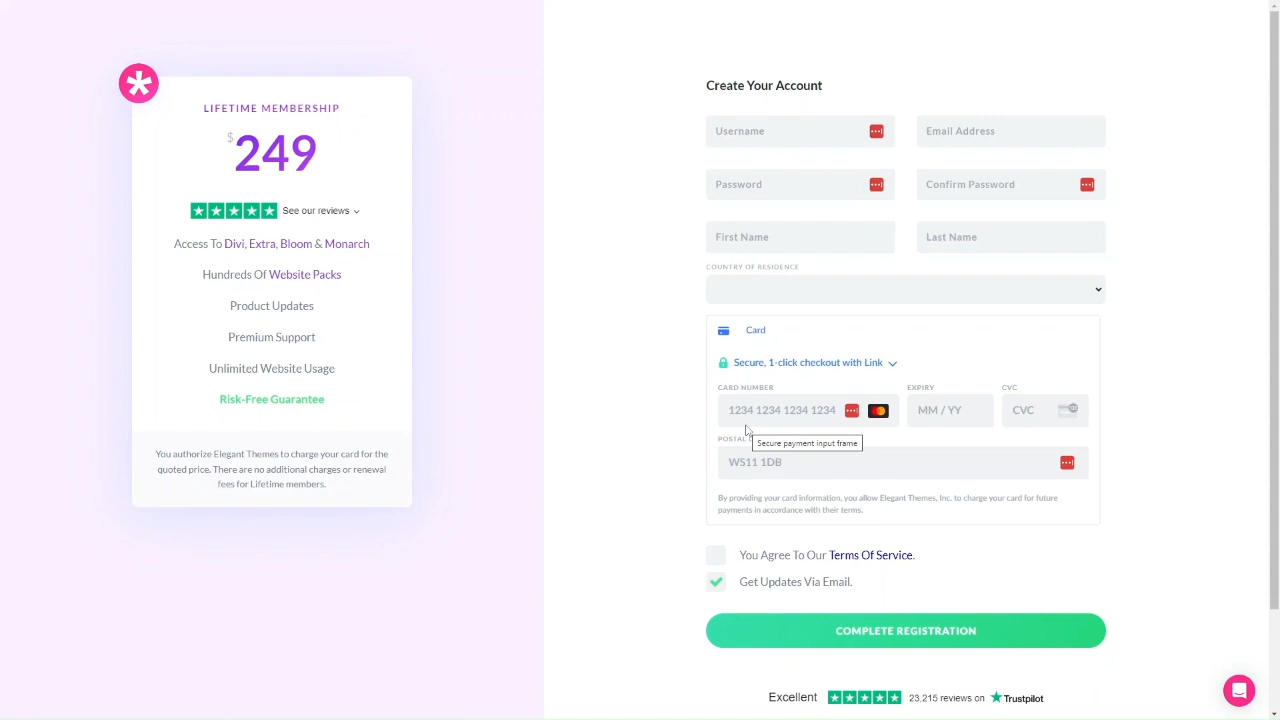 LIFETIME MEMBERSHIP
$249
See our reviews
Access To Divi, Extra, Bloom & Monarch
Hundreds Of Website Packs
Product Updates
Premium Support
Unlimited Website Usage
Risk-Free Guarantee
You authorize Elegant Themes to charge your card for the
quoted price. There are no additional charges or renewal
fees for Lifetime members.
Create Your Account
Username
Email Address
Password
Confirm Password
First Name
Last Name
COUNTRY OF RESIDENCE
Card
Secure, 1-click checkout with Link
CARD NUMBER
EXPIRY
CVC
1234 1234 1234 1234
MM / YY
CVC
POSTAL
Secure payment input frame
WS11 1DB
By providing your card information, you allow Elegant Themes, Inc. to charge your card for future
payments in accordance with their terms.
You Agree To Our Terms Of Service.
Get Updates Via Email.
COMPLETE REGISTRATION
Excellent
23,215 reviews on
Trustpilot